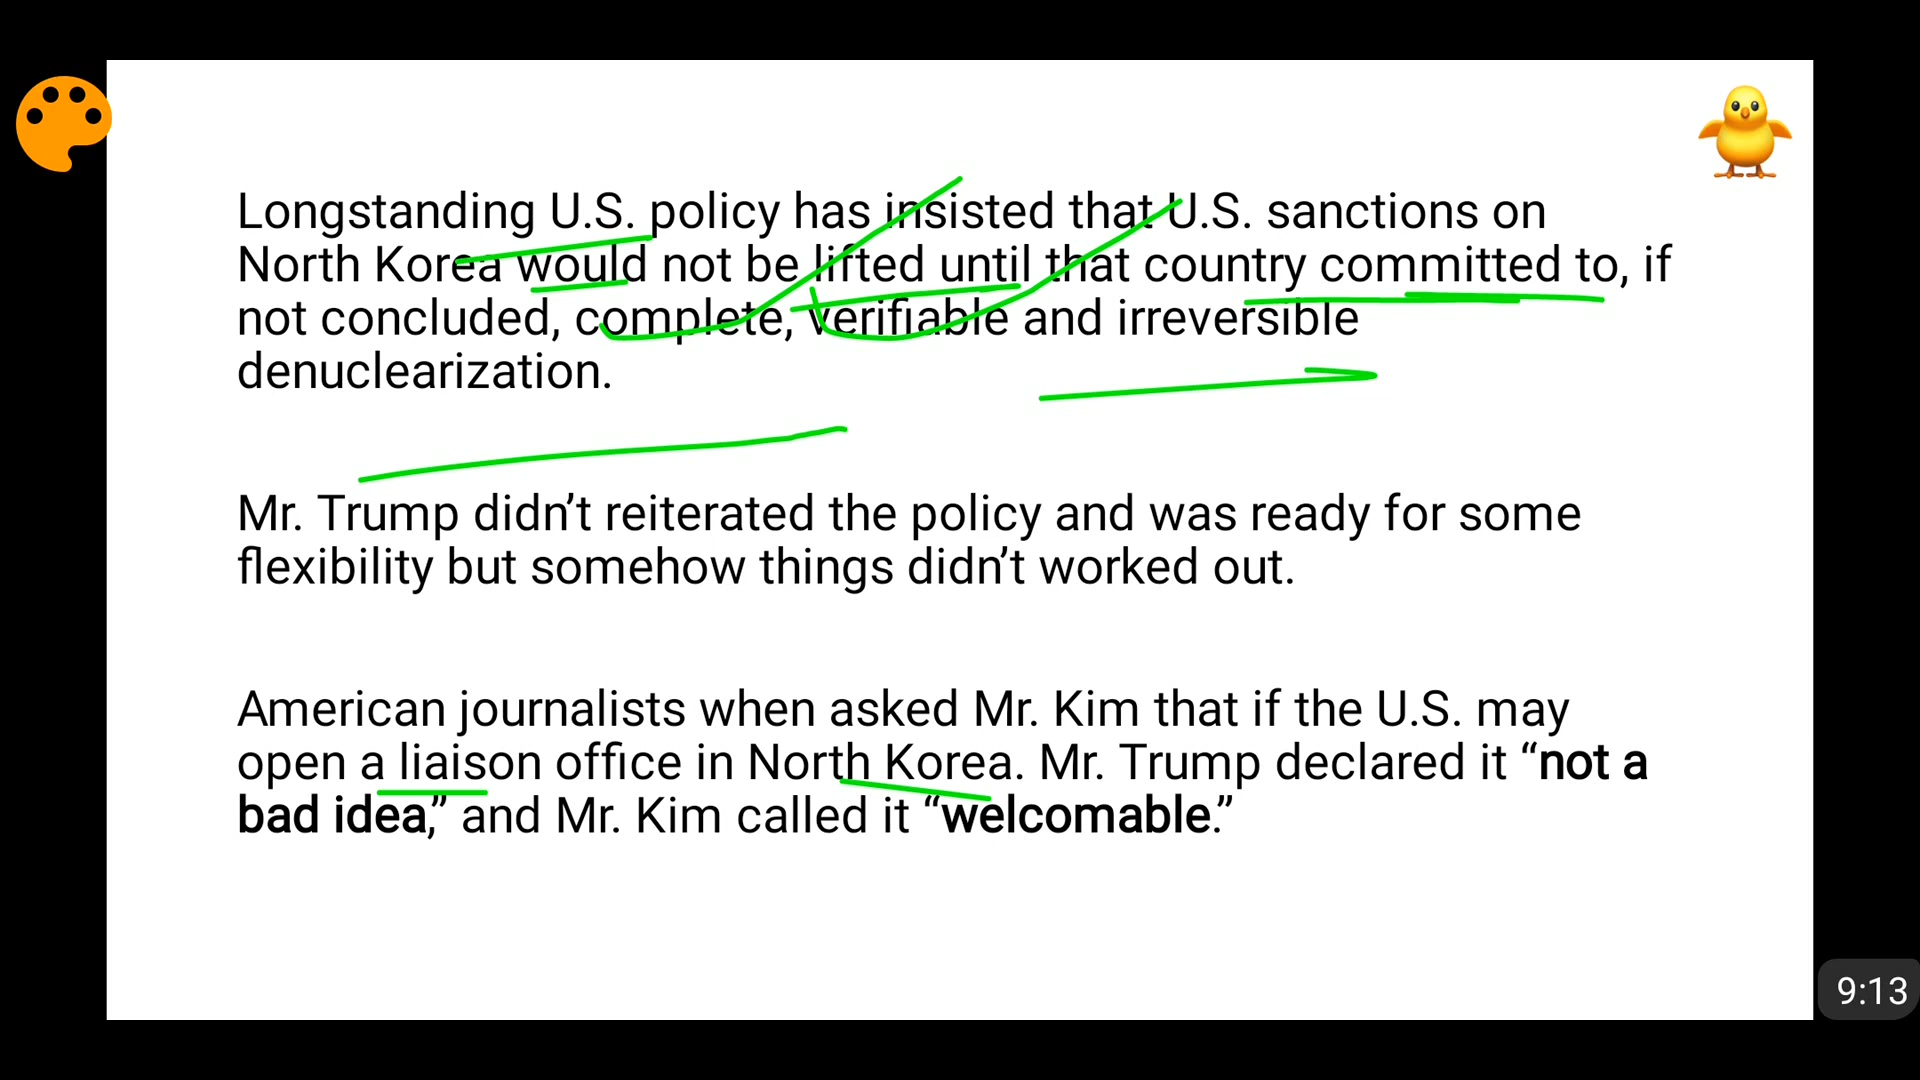 Longstanding U.S. policy has insisted that U.S. sanctions on
North Korea would not be lifted until that country committed to, if
not concluded, complete, verifiable and irreversible
denuclearization.
Mr. Trump didn’t reiterated the policy and was ready for some
flexibility but somehow things didn’t worked out.
American journalists when asked Mr. Kim that if the U.S. may
open a liaison office in North Korea. Mr. Trump declared it “not a
bad idea,” and Mr. Kim called it “welcomable.”
9:13